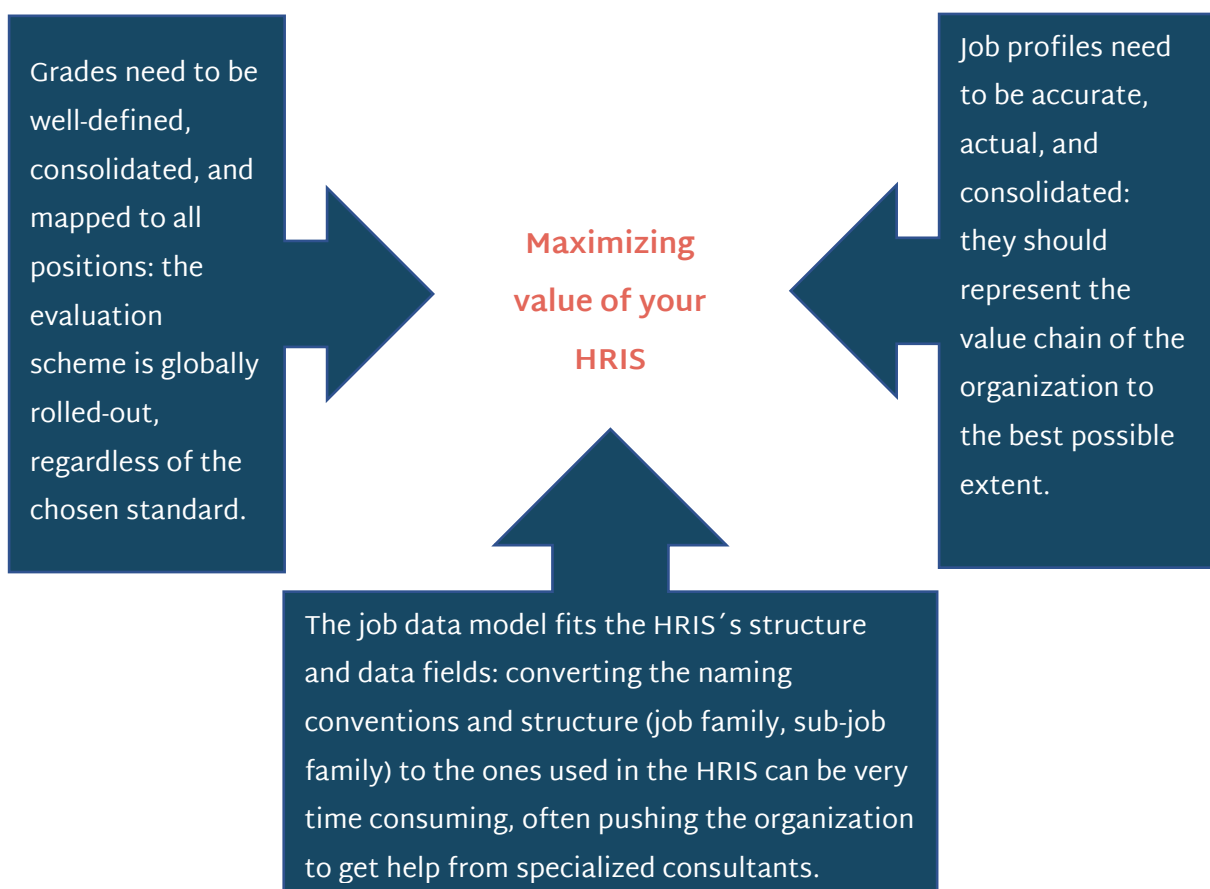 Grades need to be
well-defined,
consolidated, and
mapped to all
positions: the
evaluation
scheme is globally
rolled-out,
regardless of the
chosen standard.
Maximizing
value of your
HRIS
Job profiles need
to be accurate,
actual, and
consolidated:
they should
represent the
value chain of the
organization to
the best possible
extent.
The job data model fits the HRIS´s structure
and data fields: converting the naming
conventions and structure (job family, sub-job
family) to the ones used in the HRIS can be very
time consuming, often pushing the organization
to get help from specialized consultants.